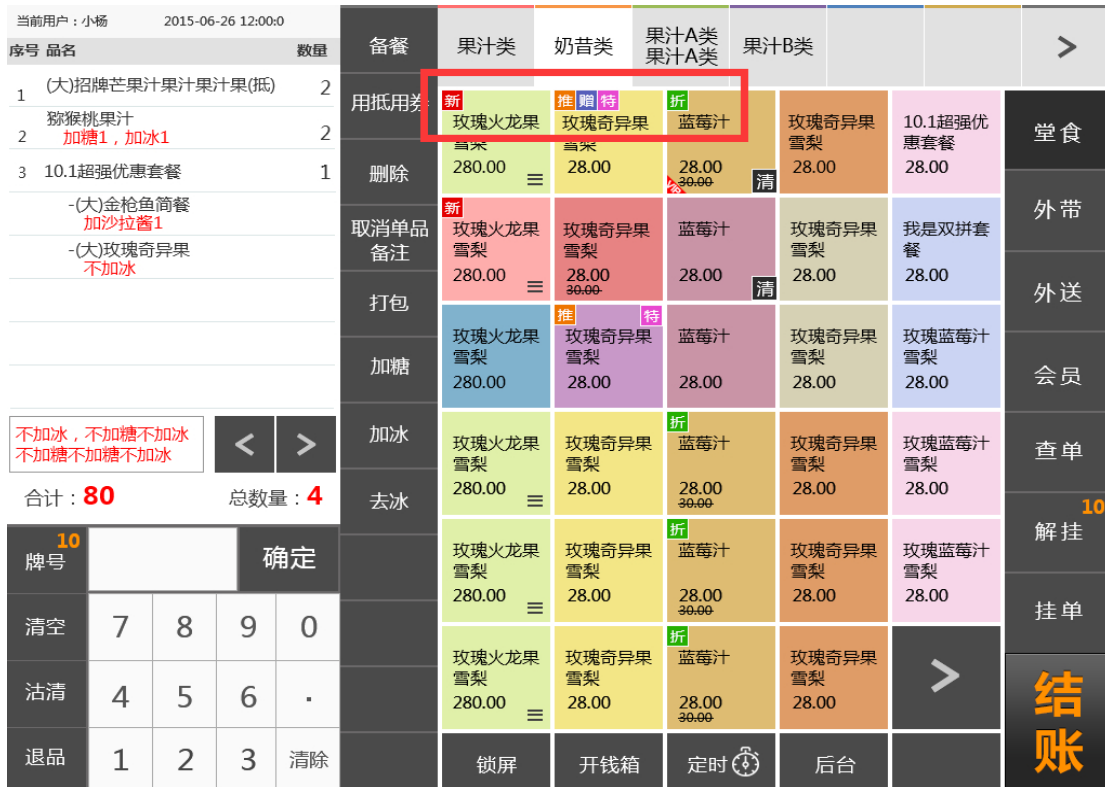 当前用户：小杨 2015-06-26 12:00:0
序号 品名 数量
1 (大)招牌芒果汁果汁果汁果(抵) 2
2 猕猴桃果汁 2
加糖1，加冰1
3 10.1超强优惠套餐 1
-(大)金枪鱼简餐
加沙拉酱1
-(大)玫瑰奇异果
不加冰
不加冰，不加糖不加冰
不加糖不加糖不加冰
< >
合计：80 总数量：4
牌号 10 确定
清空 7 8 9 0
沽清 4 5 6 .
退品 1 2 3 清除
备餐
用抵用券
删除
取消单品
备注
打包
加糖
加冰
去冰
果汁类 奶昔类 果汁A类 果汁B类 >
果汁A类
新 推 赠 特 折
玫瑰火龙果 玫瑰奇异果 蓝莓汁 玫瑰奇异果 10.1超强优
雪梨 雪梨 雪梨 惠套餐
280.00 28.00 28.00 28.00 28.00
VIP 30.00 清
新
玫瑰火龙果 玫瑰奇异果 蓝莓汁 玫瑰奇异果 我是双拼套
雪梨 雪梨 雪梨 餐
280.00 28.00 28.00 28.00 28.00
30.00 清
推 特
玫瑰火龙果 玫瑰奇异果 蓝莓汁 玫瑰奇异果 玫瑰蓝莓汁
雪梨 雪梨 雪梨 雪梨
280.00 28.00 28.00 28.00 28.00
折
玫瑰火龙果 玫瑰奇异果 蓝莓汁 玫瑰奇异果 玫瑰蓝莓汁
雪梨 雪梨 雪梨 雪梨
280.00 28.00 28.00 28.00 28.00
30.00
折
玫瑰火龙果 玫瑰奇异果 蓝莓汁 玫瑰奇异果 玫瑰蓝莓汁
雪梨 雪梨 雪梨 雪梨
280.00 28.00 28.00 28.00 28.00
30.00
折
玫瑰火龙果 玫瑰奇异果 蓝莓汁 玫瑰奇异果 >
雪梨 雪梨 雪梨
280.00 28.00 28.00 28.00
30.00
锁屏 开钱箱 定时 后台
堂食
外带
外送
会员
查单
10
解挂
挂单
结
账